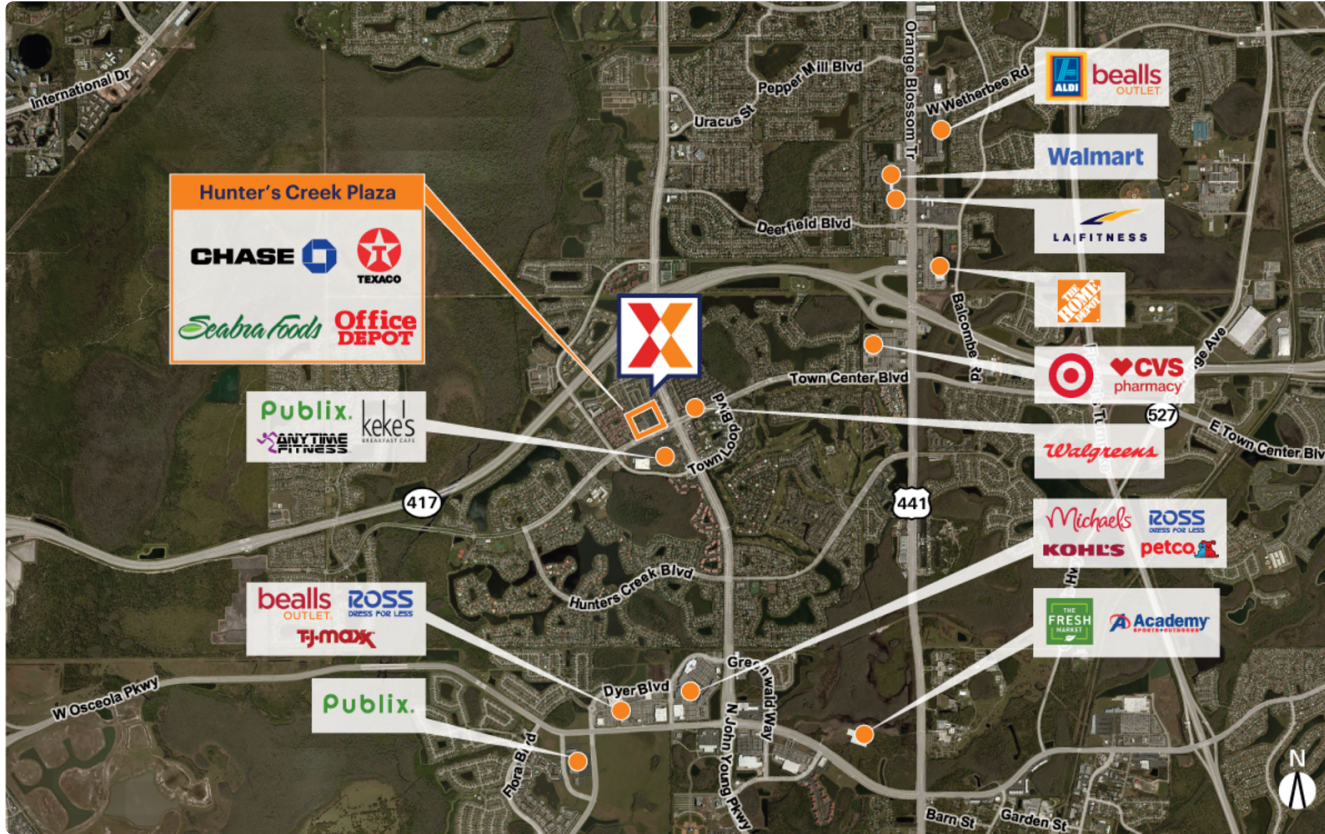 International Dr
Orange Blossom Tr
Pepper Mill Blvd
W Wetherbee Rd
Uracus St
ALDI
bealls
OUTLET
Walmart
Hunter's Creek Plaza
CHASE
TEXACO
Seabra Foods
Office
DEPOT
Deerfield Blvd
LA|FITNESS
THE
HOME
DEPOT
Balcombe Rd
Town Center Blvd
CVS
pharmacy
Publix.
ANYTIME
FITNESS
keke's
BREAKFAST CAFE
Town Loop Blvd
527
E Town Center Blv
Walgreens
417
441
Michaels
ROSS
DRESS FOR LESS
KOHL'S
petco
Hunters Creek Blvd
bealls
OUTLET
ROSS
DRESS FOR LESS
T.J.maxx
THE
FRESH
MARKET
Academy
SPORTS+OUTDOORS
W Osceola Pkwy
Dyer Blvd
Greenwald Way
Publix.
Flora Blvd
N John Young Pkwy
Barn St
Garden St
N